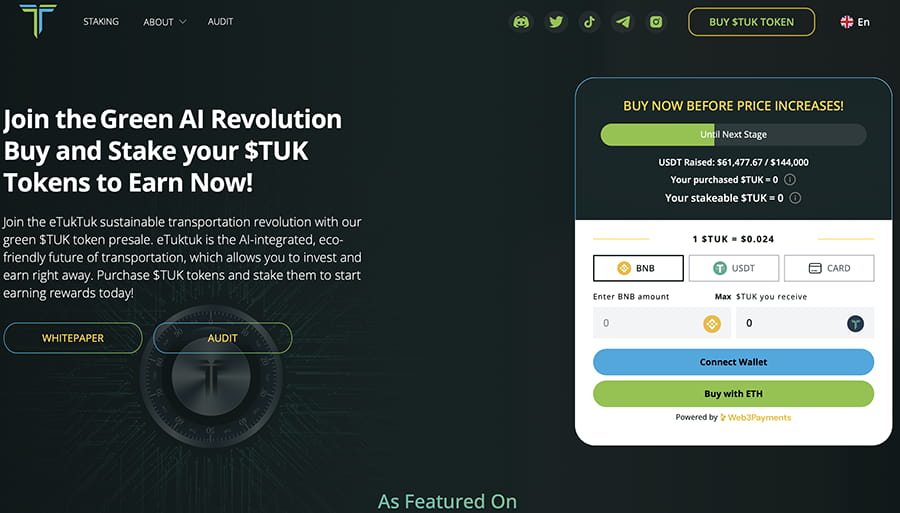 STAKING
ABOUT
AUDIT
BUY $TUK TOKEN
En
Join the Green AI Revolution
Buy and Stake your $TUK
Tokens to Earn Now!
Join the eTukTuk sustainable transportation revolution with our
green $TUK token presale. eTuktuk is the AI-integrated, eco-
friendly future of transportation, which allows you to invest and
earn right away. Purchase $TUK tokens and stake them to start
earning rewards today!
WHITEPAPER
AUDIT
BUY NOW BEFORE PRICE INCREASES!
Until Next Stage
USDT Raised: $61,477.67 / $144,000
Your purchased $TUK = 0
Your stakeable $TUK = 0
1 $TUK = $0.024
BNB
USDT
CARD
Enter BNB amount
Max
$TUK you receive
0
0
Connect Wallet
Buy with ETH
Powered by Web3Payments
As Featured On